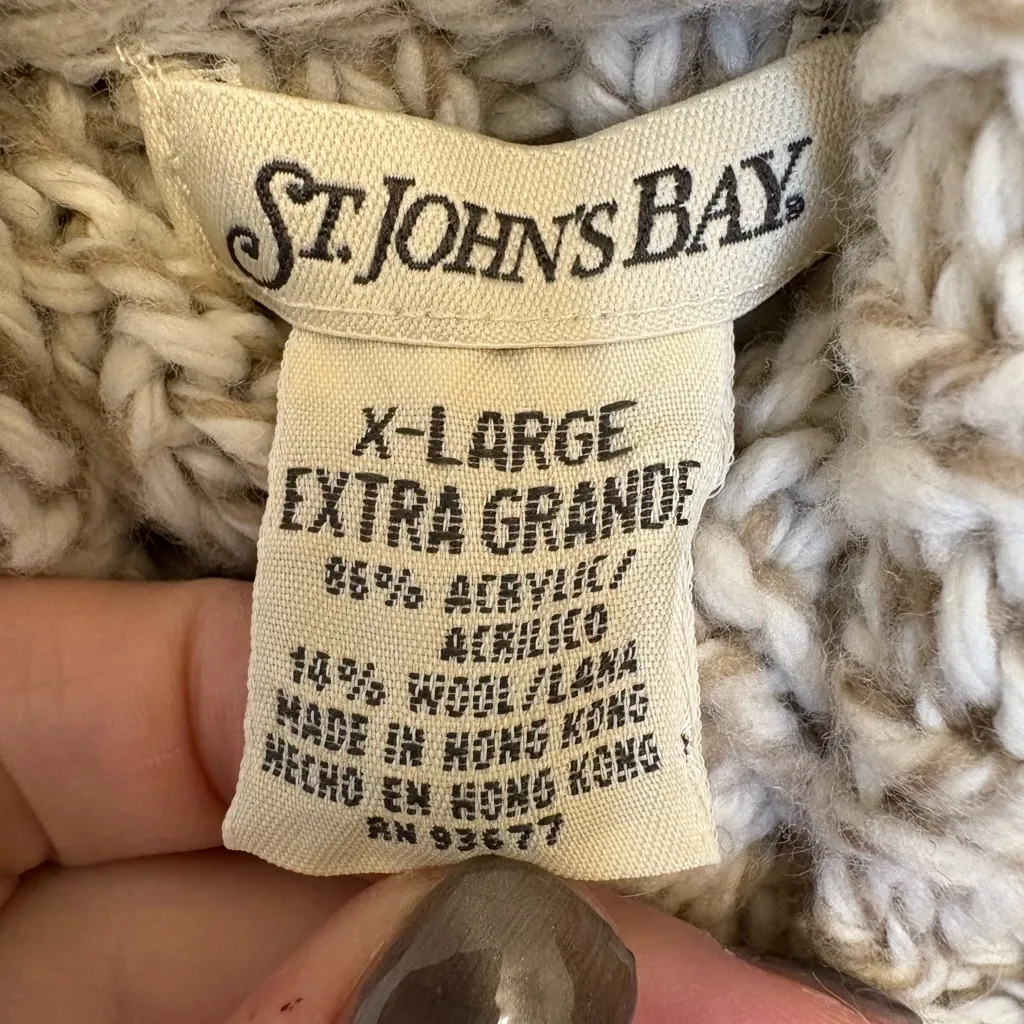 ST. JOHN'S BAY®
X-LARGE
EXTRA GRANDE
86% ACRYLIC/
ACRILICO
14% WOOL/LANA
MADE IN HONG KONG
HECHO EN HONG KONG
RN 93677